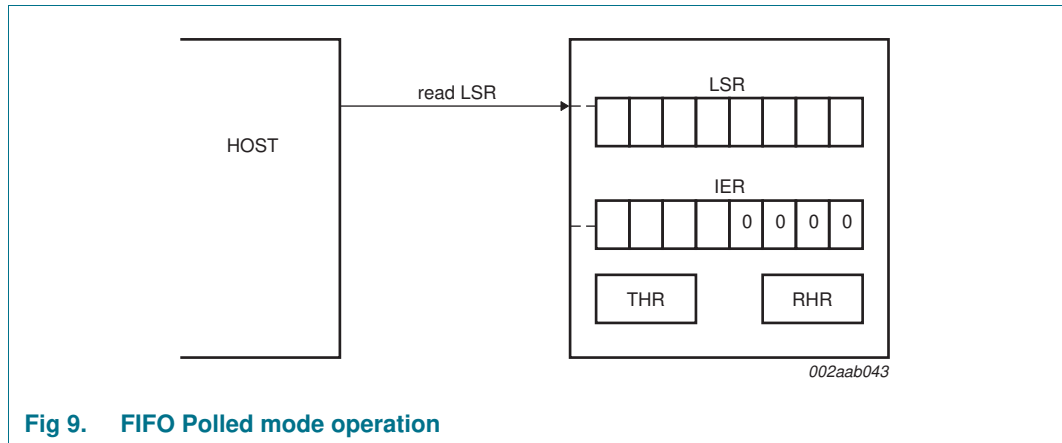 read LSR
LSR
HOST
IER
0 0 0 0
THR RHR
002aab043
Fig 9. FIFO Polled mode operation